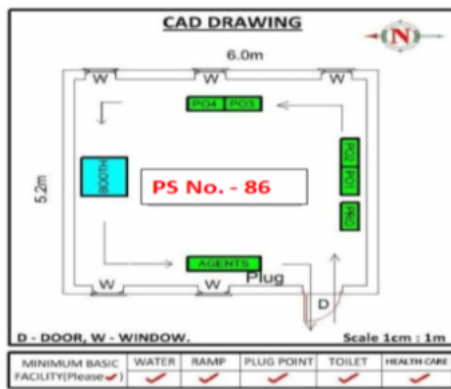 CAD DRAWING
N
6.0m
W W W
PO4 PO3
5.2m
BOOTH
PS No. - 86
PO2 PO1
PRO
AGENTS
Plug
W W
D
D - DOOR, W - WINDOW.
Scale 1cm : 1m
MINIMUM BASIC FACILITY(Please ✓) WATER RAMP PLUG POINT TOILET HEALTH CARE
✓ ✓ ✓ ✓ ✓